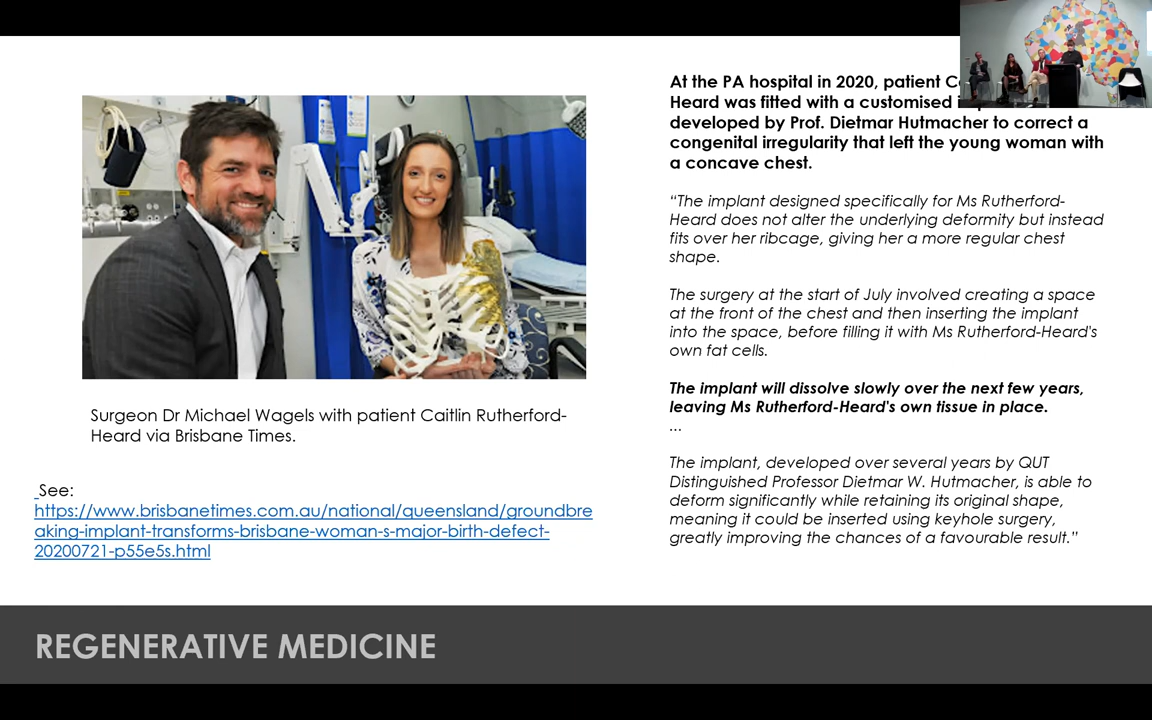 At the PA hospital in 2020, patient
Heard was fitted with a customised
developed by Prof. Dietmar Hutmacher to correct a
congenital irregularity that left the young woman with
a concave chest.
“The implant designed specifically for Ms Rutherford-
Heard does not alter the underlying deformity but instead
fits over her ribcage, giving her a more regular chest
shape.
The surgery at the start of July involved creating a space
at the front of the chest and then inserting the implant
into the space, before filling it with Ms Rutherford-Heard's
own fat cells.
The implant will dissolve slowly over the next few years,
leaving Ms Rutherford-Heard's own tissue in place.
...
The implant, developed over several years by QUT
Distinguished Professor Dietmar W. Hutmacher, is able to
deform significantly while retaining its original shape,
meaning it could be inserted using keyhole surgery,
greatly improving the chances of a favourable result.”
Surgeon Dr Michael Wagels with patient Caitlin Rutherford-
Heard via Brisbane Times.
See:
https://www.brisbanetimes.com.au/national/queensland/groundbre
aking-implant-transforms-brisbane-woman-s-major-birth-defect-
20200721-p55e5s.html
REGENERATIVE MEDICINE